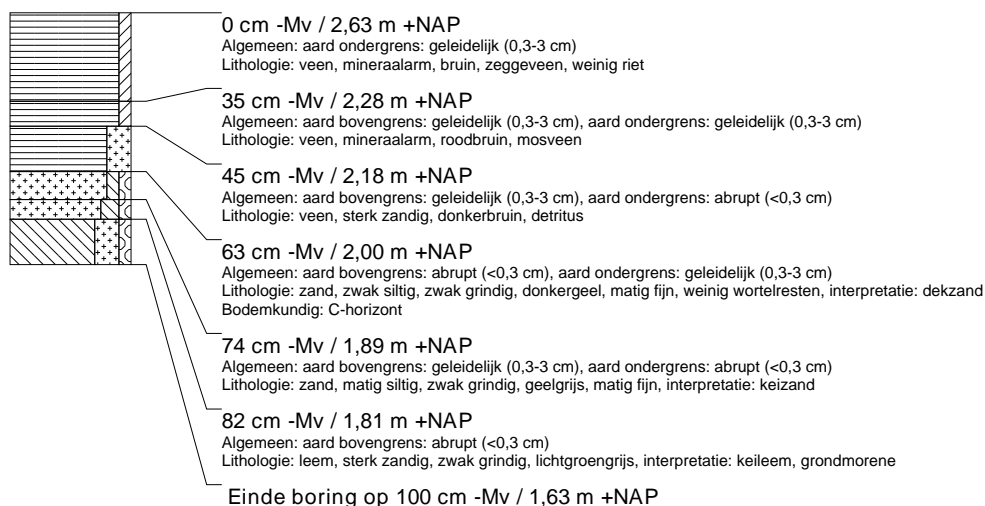 0 cm -Mv / 2,63 m +NAP
Algemeen: aard ondergrens: geleidelijk (0,3-3 cm)
Lithologie: veen, mineraalarm, bruin, zeggeveen, weinig riet
35 cm -Mv / 2,28 m +NAP
Algemeen: aard bovengrens: geleidelijk (0,3-3 cm), aard ondergrens: geleidelijk (0,3-3 cm)
Lithologie: veen, mineraalarm, roodbruin, mosveen
45 cm -Mv / 2,18 m +NAP
Algemeen: aard bovengrens: geleidelijk (0,3-3 cm), aard ondergrens: abrupt (<0,3 cm)
Lithologie: veen, sterk zandig, donkerbruin, detritus
63 cm -Mv / 2,00 m +NAP
Algemeen: aard bovengrens: abrupt (<0,3 cm), aard ondergrens: geleidelijk (0,3-3 cm)
Lithologie: zand, zwak siltig, zwak grindig, donkergeel, matig fijn, weinig wortelresten, interpretatie: dekzand
Bodemkundig: C-horizont
74 cm -Mv / 1,89 m +NAP
Algemeen: aard bovengrens: geleidelijk (0,3-3 cm), aard ondergrens: abrupt (<0,3 cm)
Lithologie: zand, matig siltig, zwak grindig, geelgrijs, matig fijn, interpretatie: keizand
82 cm -Mv / 1,81 m +NAP
Algemeen: aard bovengrens: abrupt (<0,3 cm)
Lithologie: leem, sterk zandig, zwak grindig, lichtgroengrijs, interpretatie: keileem, grondmorene
Einde boring op 100 cm -Mv / 1,63 m +NAP